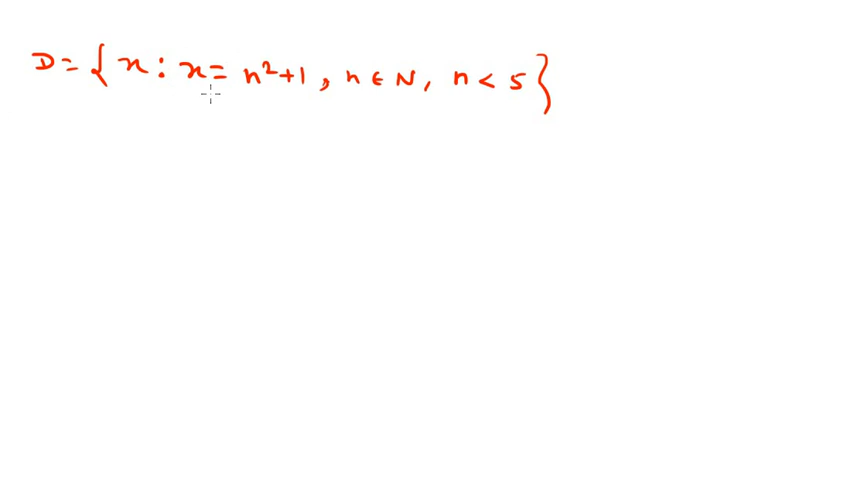 D = { x : x = n²+1 , n ∈ N, n < 5 }